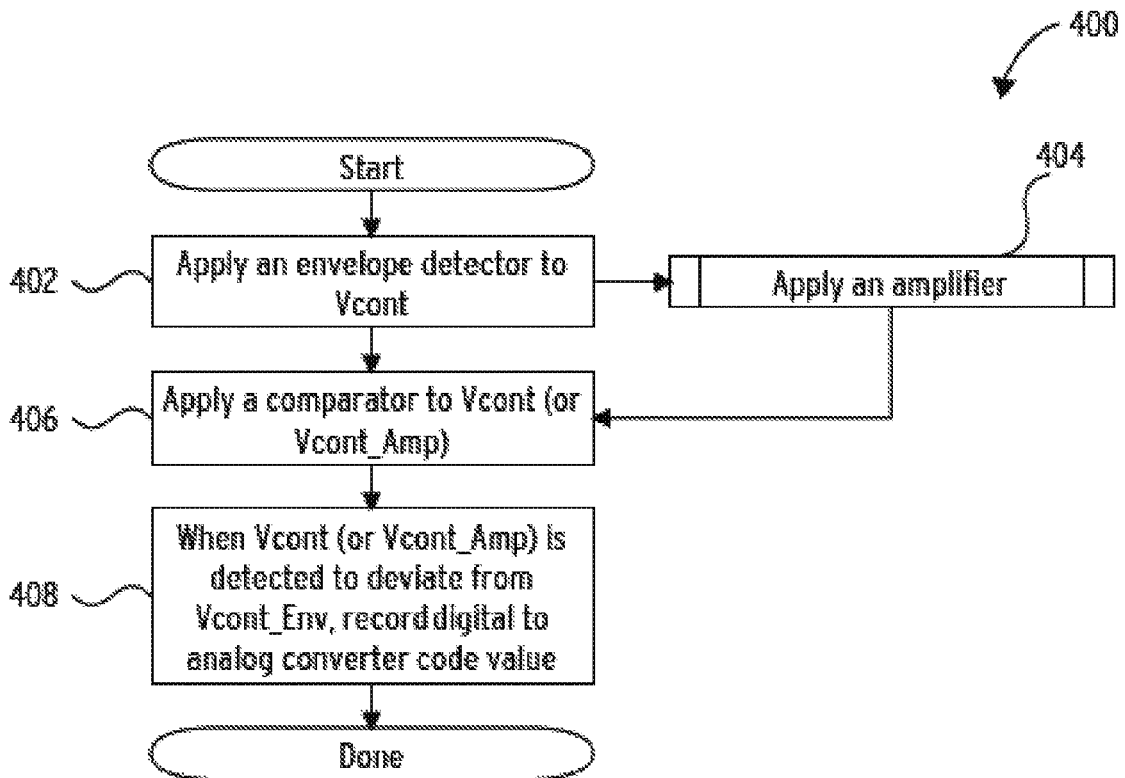 400
Start
404
402
Apply an envelope detector to
Vcont
Apply an amplifier
406
Apply a comparator to Vcont (or
Vcont_Amp)
408
When Vcont (or Vcont_Amp) is
detected to deviate from
Vcont_Env, record digital to
analog converter code value
Done